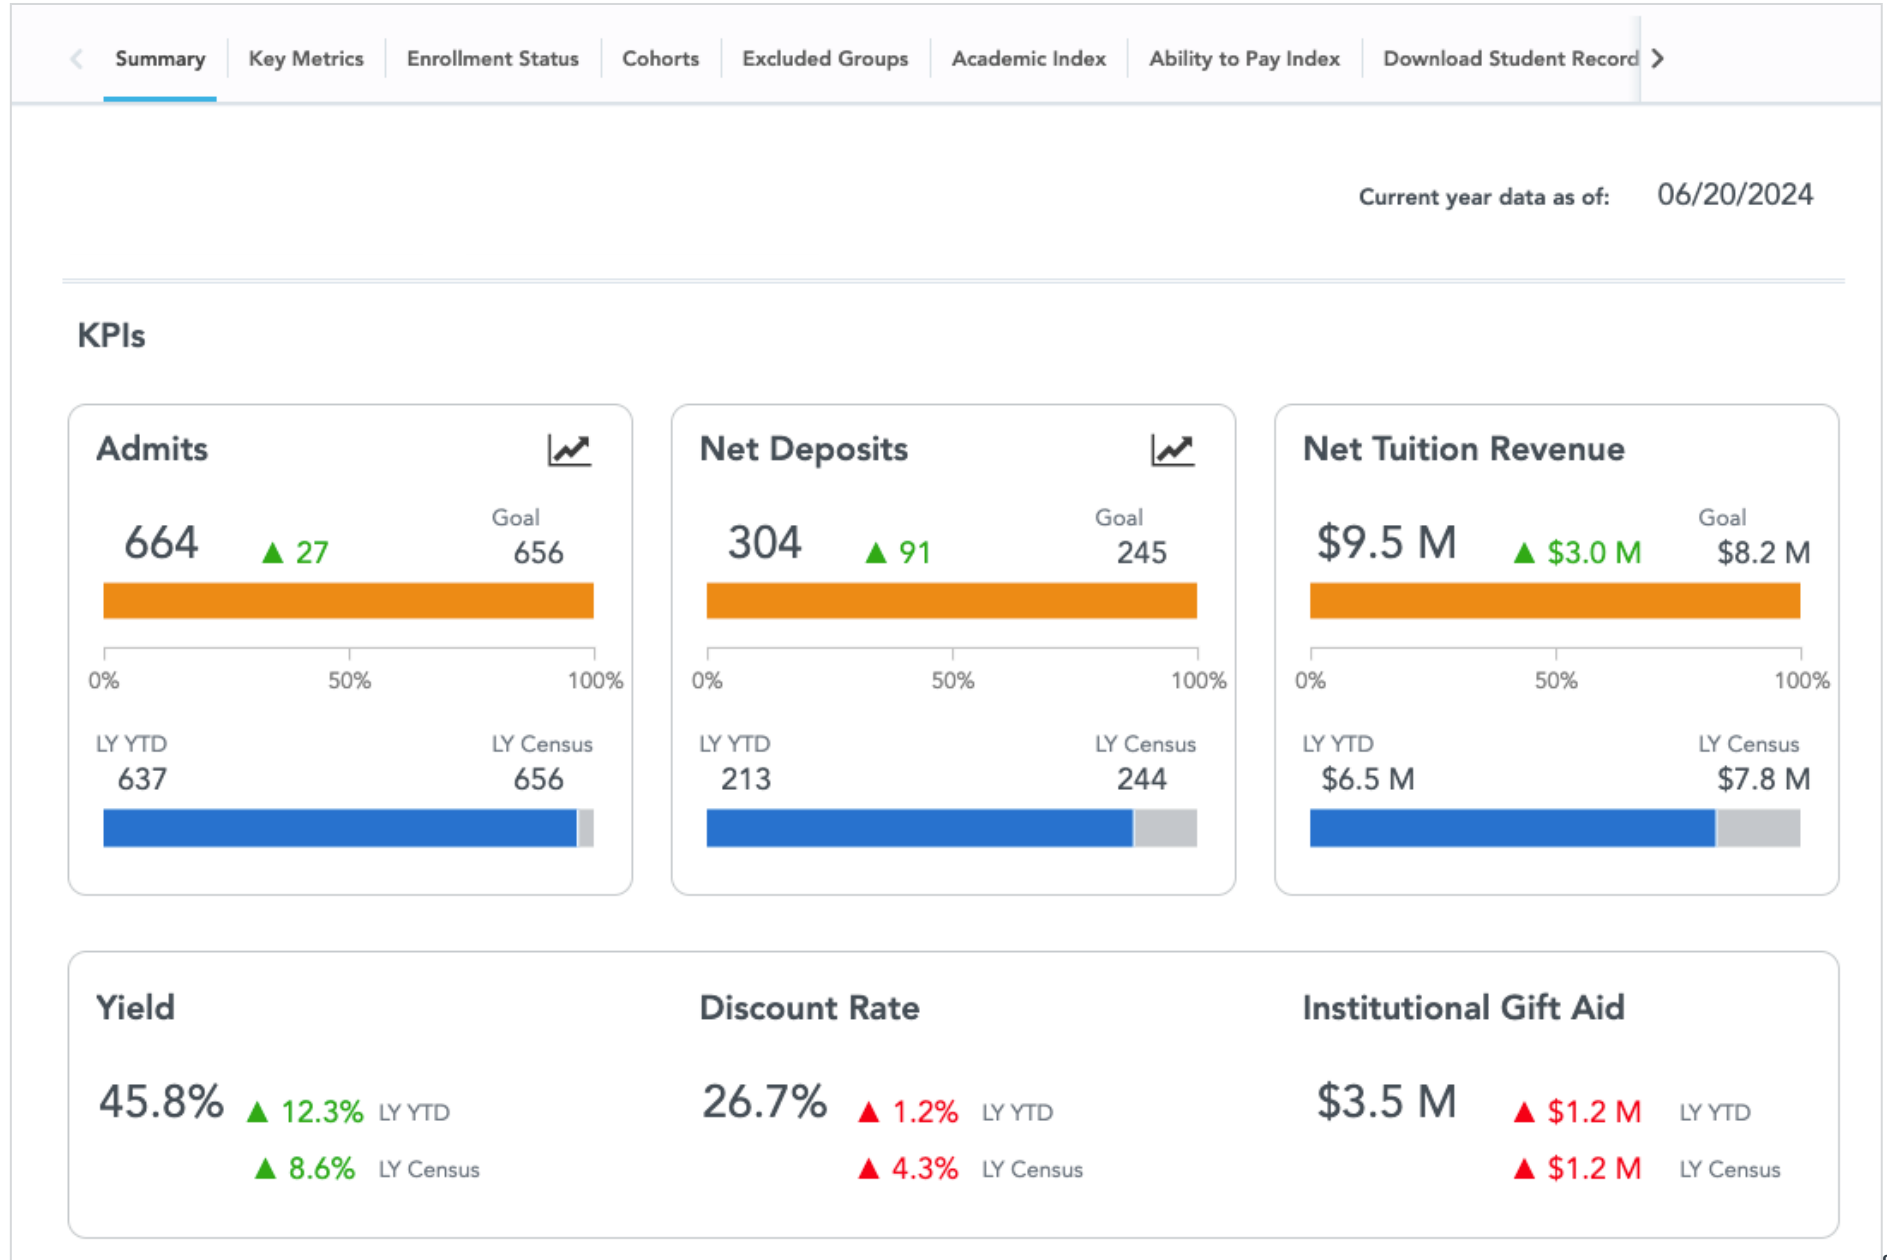 Summary Key Metrics Enrollment Status Cohorts Excluded Groups Academic Index Ability to Pay Index Download Student Record
Current year data as of: 06/20/2024
KPIs
Admits
664 ▲ 27
Goal
656
0% 50% 100%
LY YTD LY Census
637 656
Net Deposits
304 ▲ 91
Goal
245
0% 50% 100%
LY YTD LY Census
213 244
Net Tuition Revenue
$9.5 M ▲ $3.0 M
Goal
$8.2 M
0% 50% 100%
LY YTD LY Census
$6.5 M $7.8 M
Yield
45.8% ▲ 12.3% LY YTD
▲ 8.6% LY Census
Discount Rate
26.7% ▲ 1.2% LY YTD
▲ 4.3% LY Census
Institutional Gift Aid
$3.5 M ▲ $1.2 M LY YTD
▲ $1.2 M LY Census